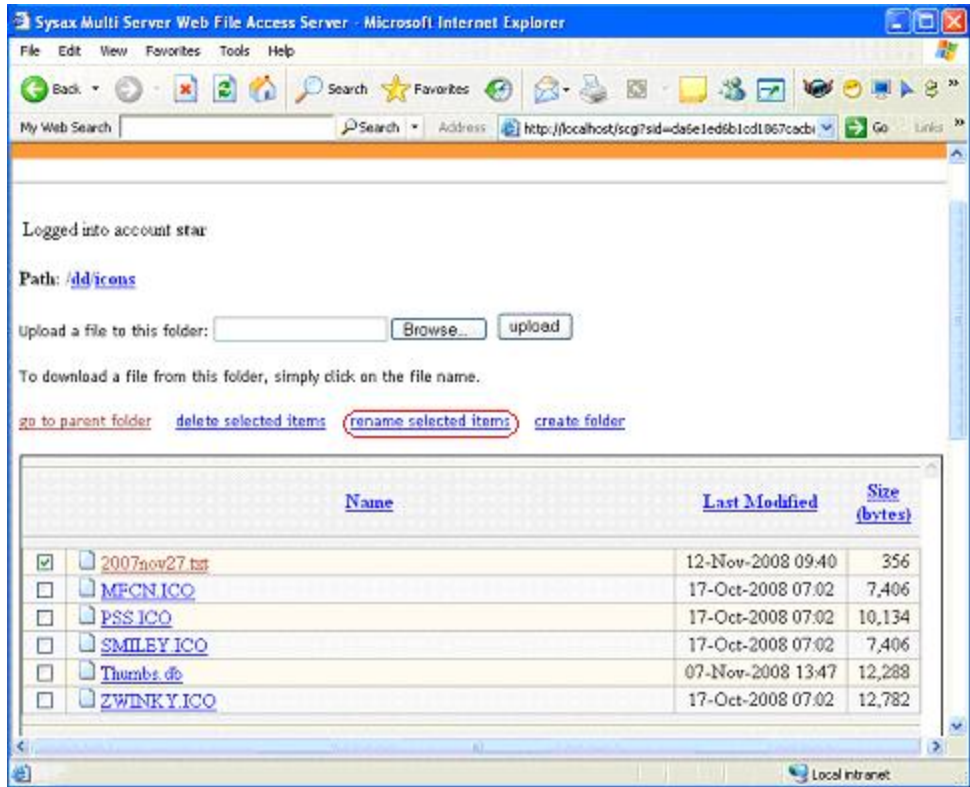 Sysax Multi Server Web File Access Server - Microsoft Internet Explorer
File Edit View Favorites Tools Help
Back Search Favorites
My Web Search Search Address http://localhost/scgi?sid=da6e1ed6b1cd1867cacb Go Links
Logged into account star
Path: /dd/icons
Upload a file to this folder: Browse... upload
To download a file from this folder, simply click on the file name.
go to parent folder delete selected items rename selected items create folder
Name Last Modified Size (bytes)
2007nov27.txt 12-Nov-2008 09:40 356
MFCN.ICO 17-Oct-2008 07:02 7,406
PSS.ICO 17-Oct-2008 07:02 10,134
SMILEY.ICO 17-Oct-2008 07:02 7,406
Thumbs.db 07-Nov-2008 13:47 12,288
ZWINKY.ICO 17-Oct-2008 07:02 12,782
Local intranet